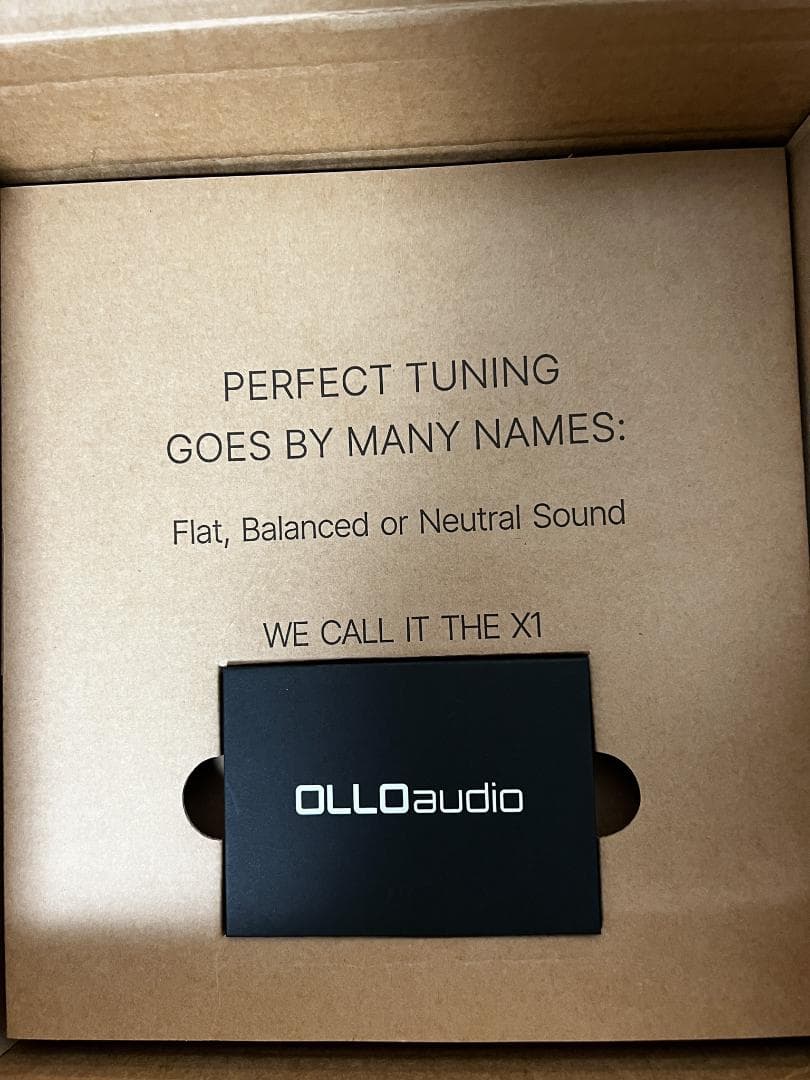 PERFECT TUNING
GOES BY MANY NAMES:
Flat, Balanced or Neutral Sound
WE CALL IT THE X1
OLLOaudio